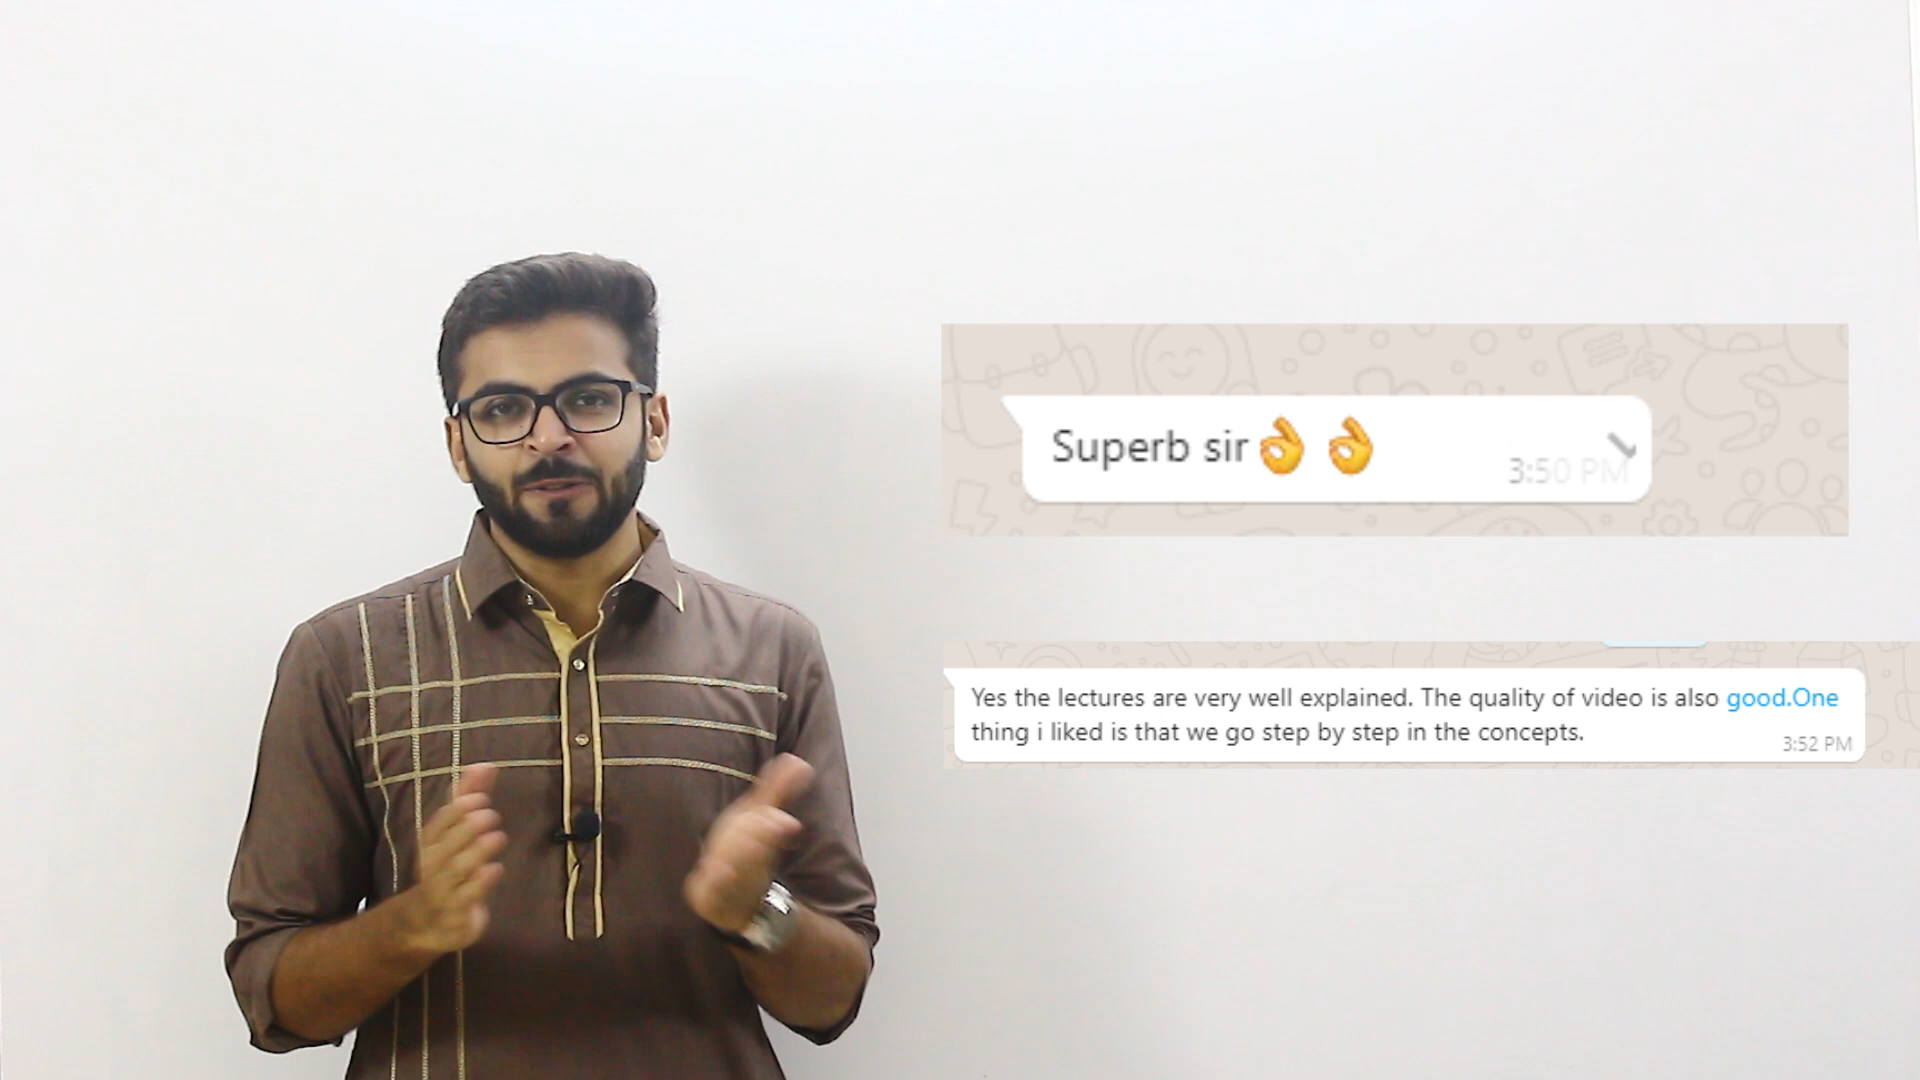 Superb sir👌 👌
3:50 PM
Yes the lectures are very well explained. The quality of video is also good.One
thing i liked is that we go step by step in the concepts.
3:52 PM